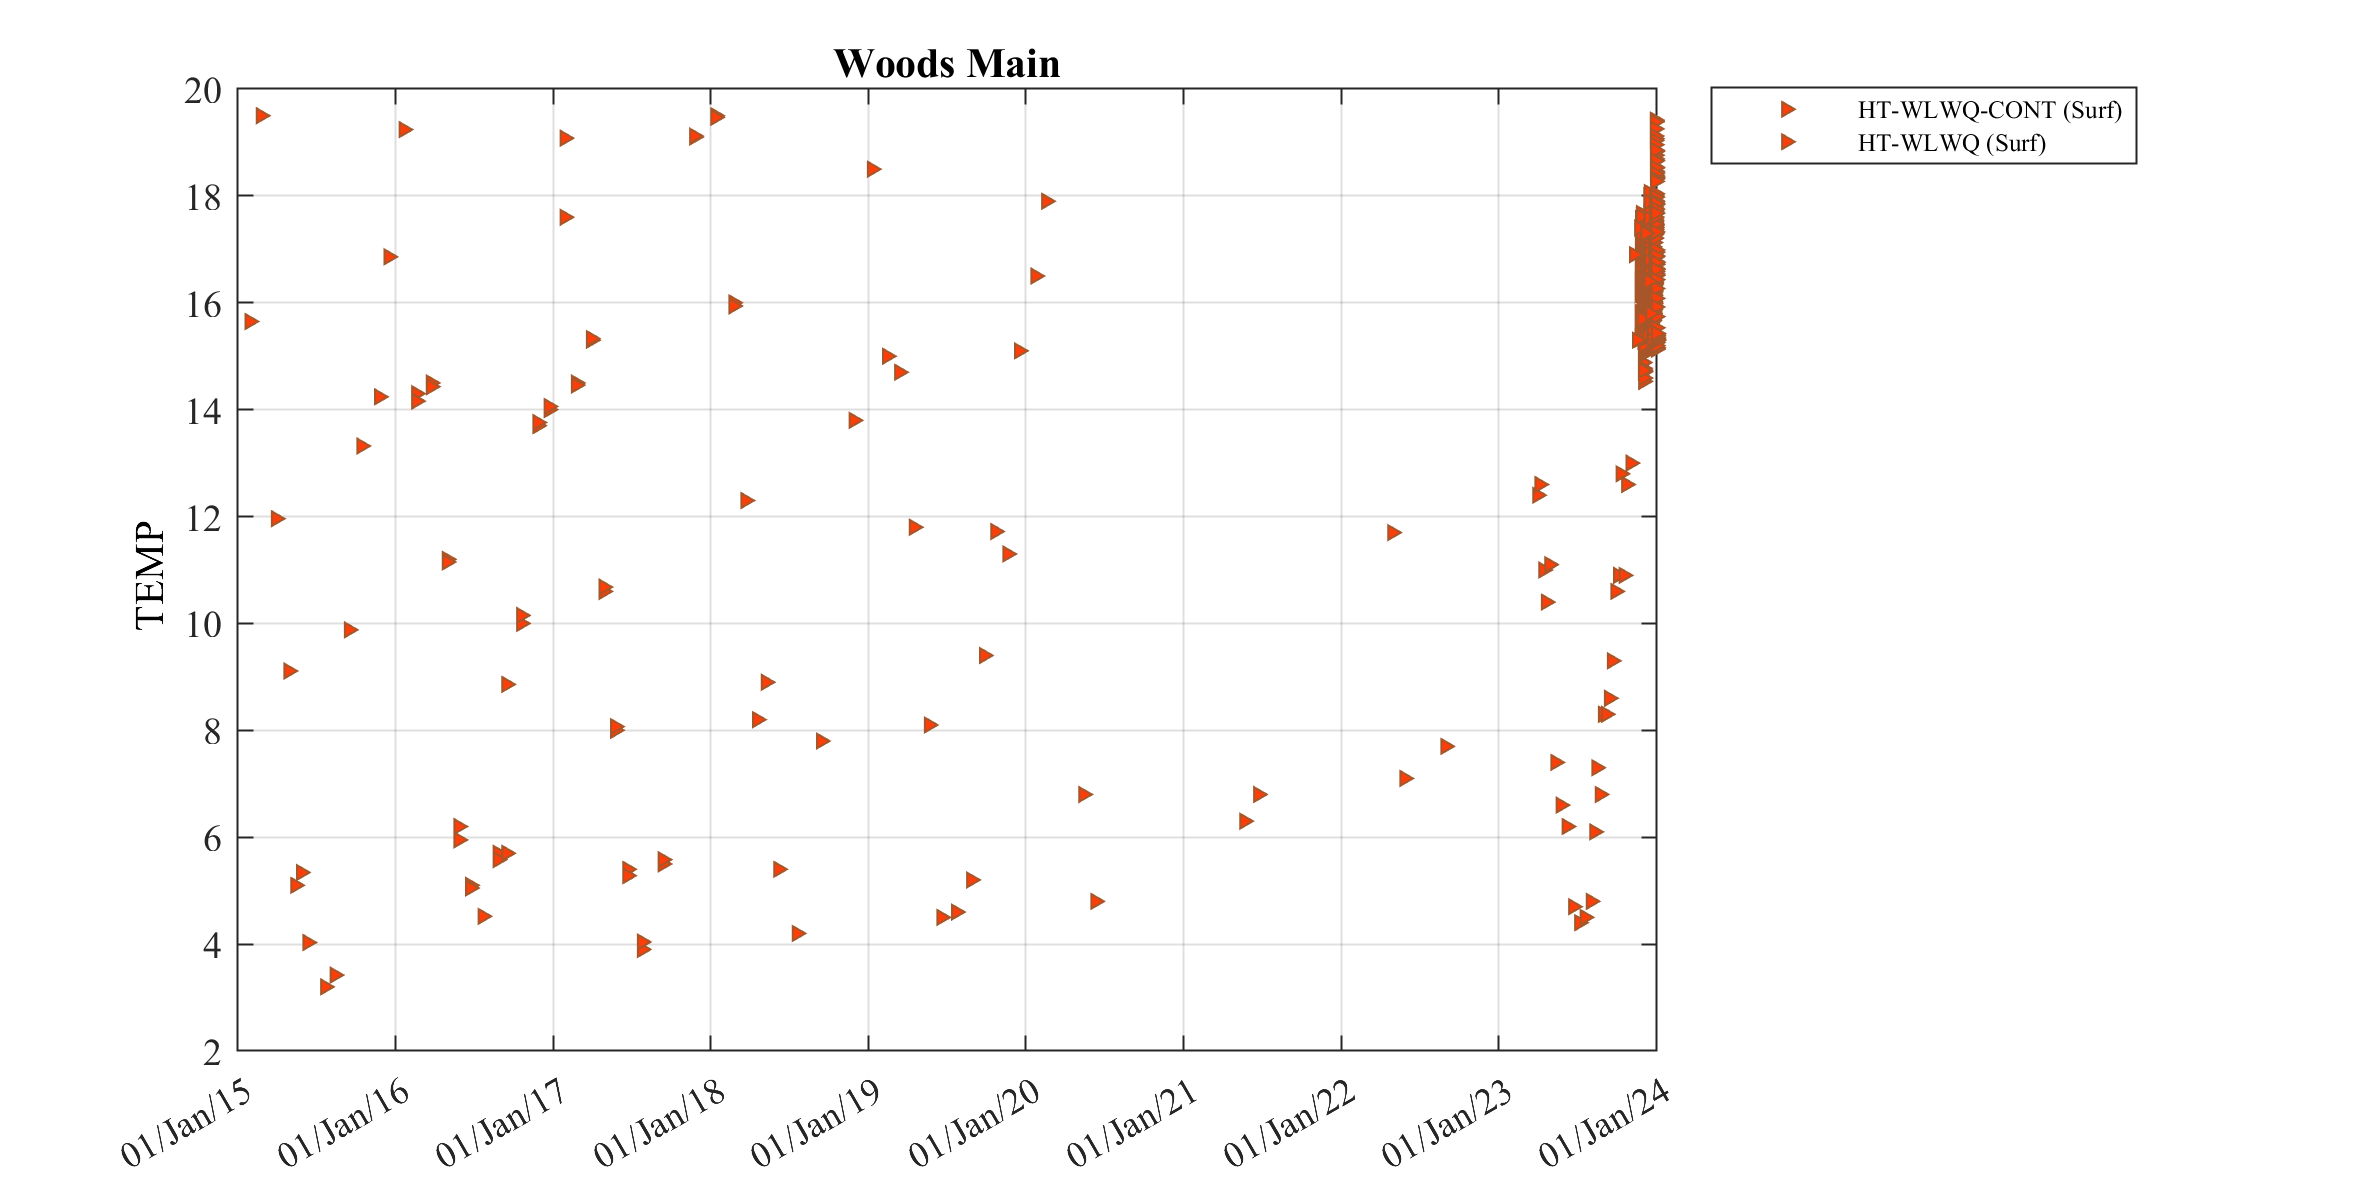 Woods Main
HT-WLWQ-CONT (Surf)
HT-WLWQ (Surf)
TEMP
20
18
16
14
12
10
8
6
4
2
01/Jan/15
01/Jan/16
01/Jan/17
01/Jan/18
01/Jan/19
01/Jan/20
01/Jan/21
01/Jan/22
01/Jan/23
01/Jan/24